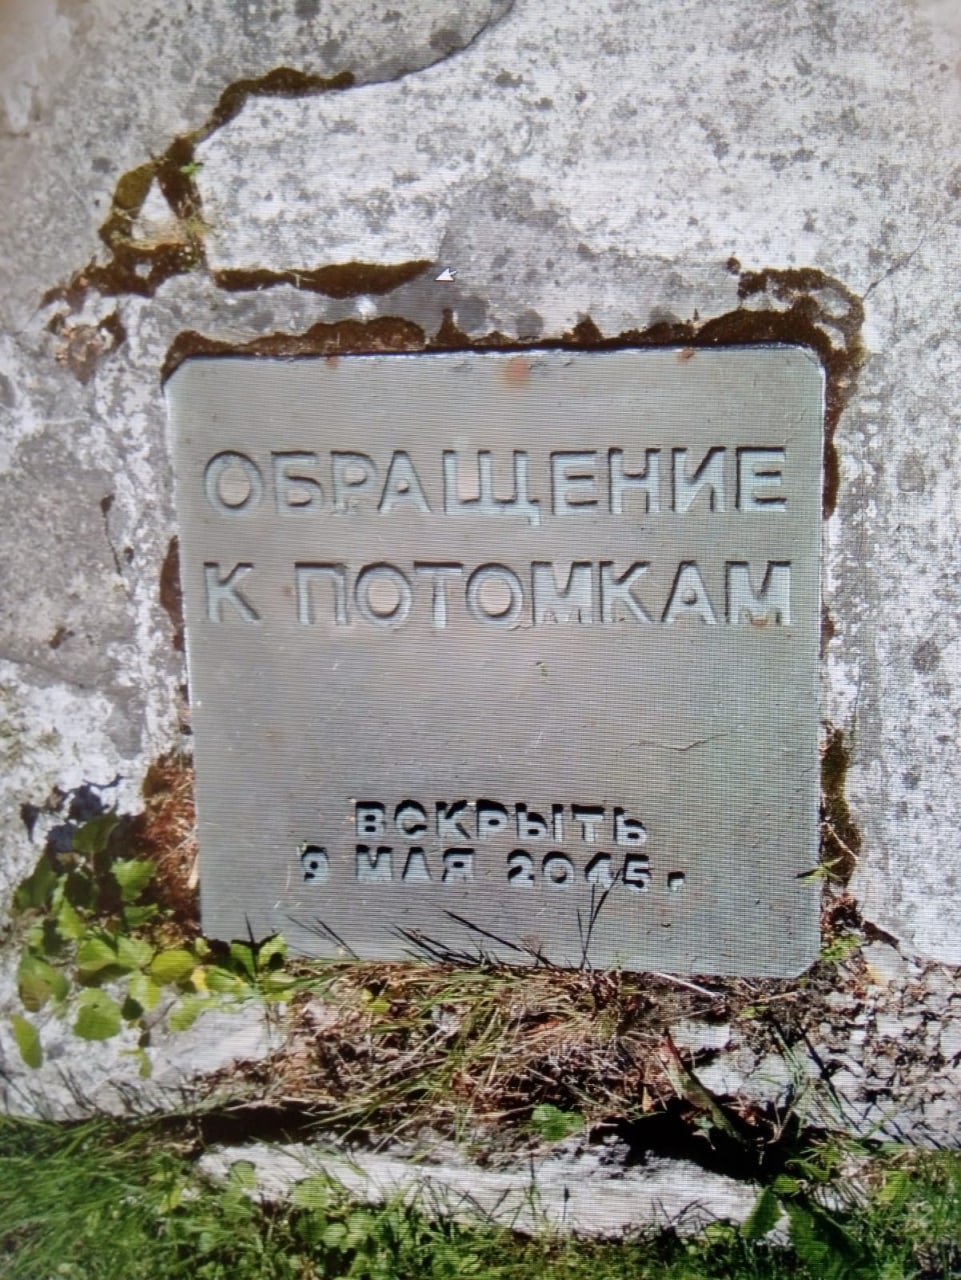 ОБРАЩЕНИЕ
К ПОТОМКАМ
ВСКРЫТЬ
9 МАЯ 2045 г.